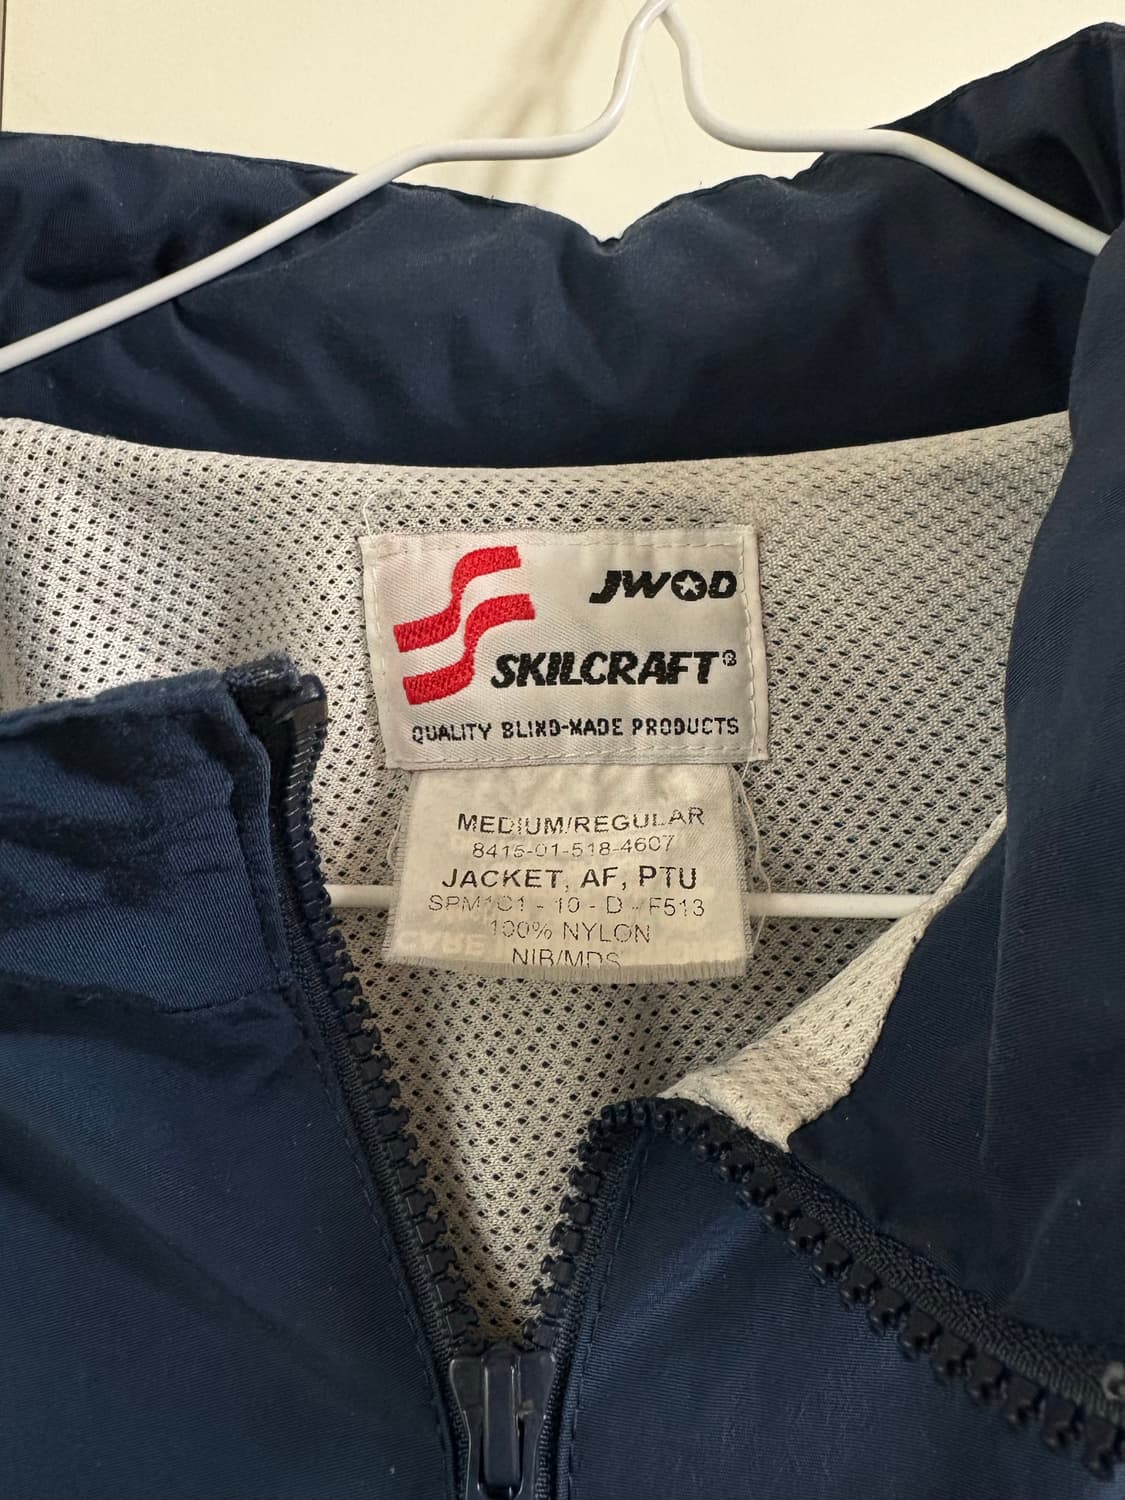 JWOD
SKILCRAFT®
QUALITY BLIND-MADE PRODUCTS
MEDIUM/REGULAR
8415-01-518-4607
JACKET, AF, PTU
SPM1C1 - 10 - D - F513
100% NYLON
NIB/MDS